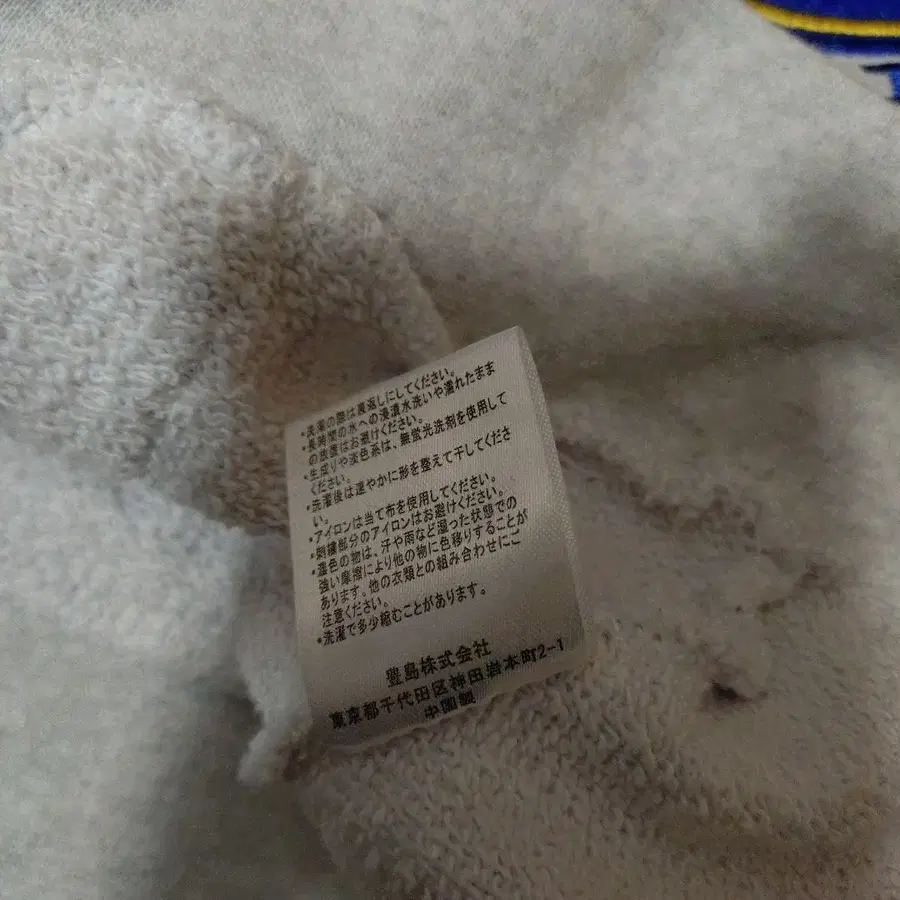 ・洗濯の際は裏返しにしてください。
・長時間の水への浸漬水洗いや濡れたまま
の放置はお避けください。
・生成りや淡色系は、無蛍光洗剤を使用して
ください。
・洗濯後は速やかに形を整えて干してくださ
い。
・アイロンは当て布を使用してください。
・刺繍部分のアイロンはお避けください。
・濃色の物は、汗や雨など湿った状態での
強い摩擦により他の物に色移りすることが
あります。他の衣類との組み合わせにご
注意ください。
・洗濯で多少縮むことがあります。
豊島株式会社
東京都千代田区神田岩本町2-1
中国製